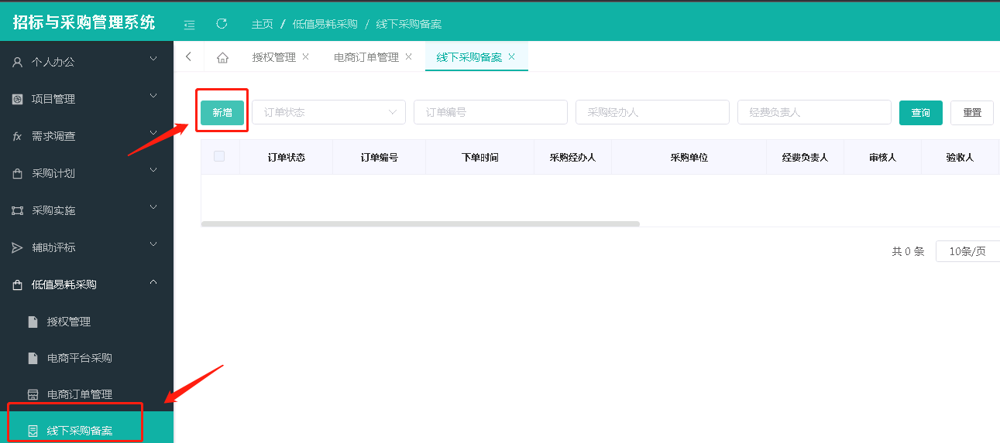 招标与采购管理系统
主页 / 低值易耗采购 / 线下采购备案
个人办公
项目管理
需求调查
采购计划
采购实施
辅助评标
低值易耗采购
授权管理
电商平台采购
电商订单管理
线下采购备案
授权管理 电商订单管理 线下采购备案
新增 订单状态 订单编号 采购经办人 经费负责人 查询 重置
订单状态 订单编号 下单时间 采购经办人 采购单位 经费负责人 审核人 验收人
共 0 条 10条/页